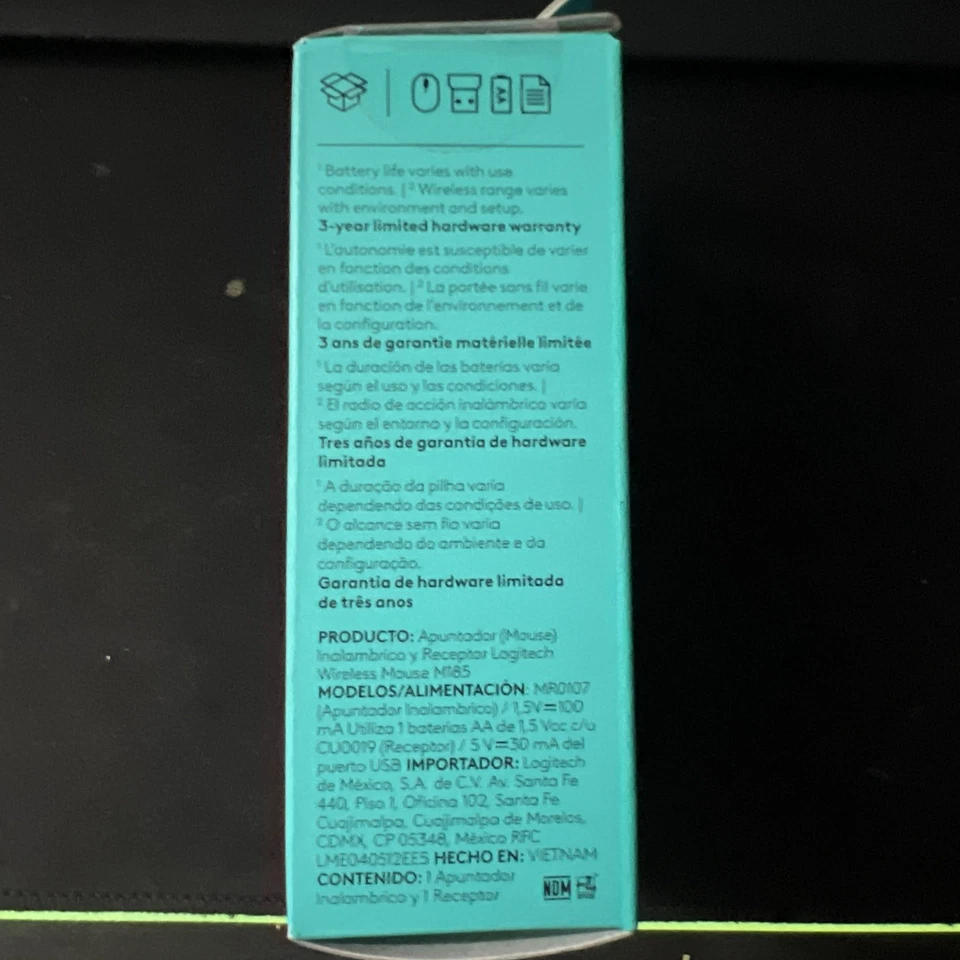 ¹ Battery life varies with use
conditions. | ² Wireless range varies
with environment and setup.
3-year limited hardware warranty
¹ L'autonomie est susceptible de varier
en fonction des conditions
d'utilisation. | ² La portée sans fil varie
en fonction de l'environnement et de
la configuration.
3 ans de garantie matérielle limitée
¹ La duración de las baterías varía
según el uso y las condiciones. |
² El radio de acción inalámbrico varía
según el entorno y la configuración.
Tres años de garantía de hardware
limitada
¹ A duração da pilha varia
dependendo das condições de uso. |
² O alcance sem fio varia
dependendo do ambiente e da
configuração.
Garantia de hardware limitada
de três anos
PRODUCTO: Apuntador (Mouse)
Inalambrico y Receptor Logitech
Wireless Mouse M185
MODELOS/ALIMENTACIÓN: MR0107
(Apuntador Inalambrico) / 1,5V⎓100
mA Utiliza 1 baterías AA de 1,5 Vcc c/u
CU0019 (Receptor) / 5 V⎓30 mA del
puerto USB IMPORTADOR: Logitech
de México, S.A. de C.V. Av. Santa Fe
440, Piso 1, Oficina 102, Santa Fe
Cuajimalpa, Cuajimalpa de Morelos,
CDMX, CP 05348, México RFC
LME040512EE5 HECHO EN: VIETNAM
CONTENIDO: 1 Apuntador
Inalambrico y 1 Receptor
NOM